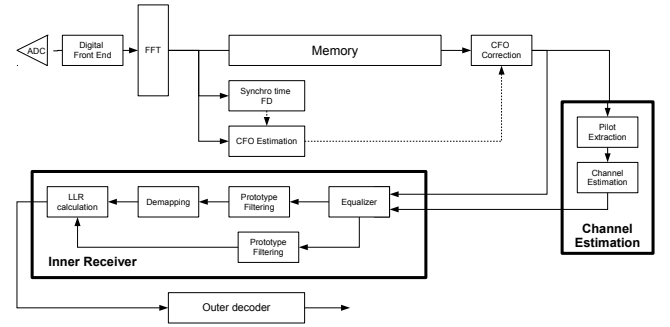 ADC
Digital
Front End
FFT
Memory
CFO
Correction
Synchro time
FD
CFO Estimation
Pilot
Extraction
Channel
Estimation
Channel
Estimation
LLR
calculation
Demapping
Prototype
Filtering
Equalizer
Prototype
Filtering
Inner Receiver
Outer decoder